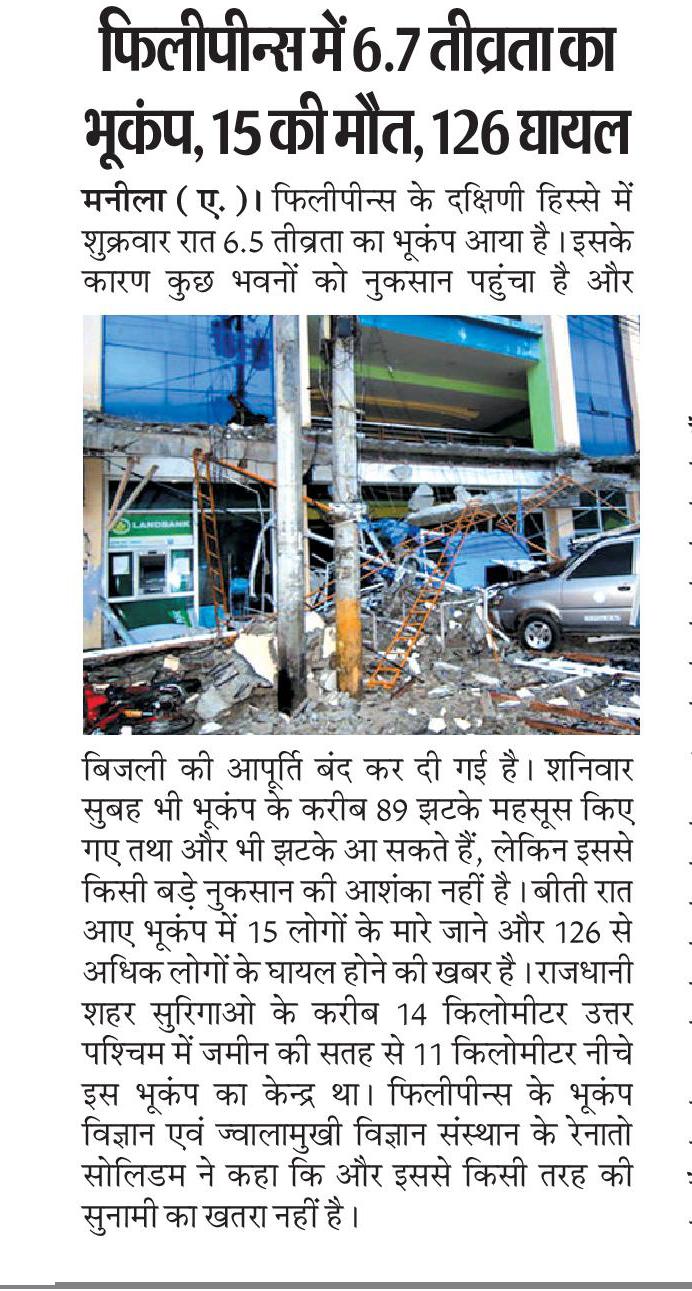 फिलीपीन्स में 6.7 तीव्रता का
भूकंप, 15 की मौत, 126 घायल
मनीला ( ए. )। फिलीपीन्स के दक्षिणी हिस्से में
शुक्रवार रात 6.5 तीव्रता का भूकंप आया है। इसके
कारण कुछ भवनों को नुकसान पहुंचा है और
LANDBANK
बिजली की आपूर्ति बंद कर दी गई है। शनिवार
सुबह भी भूकंप के करीब 89 झटके महसूस किए
गए तथा और भी झटके आ सकते हैं, लेकिन इससे
किसी बड़े नुकसान की आशंका नहीं है। बीती रात
आए भूकंप में 15 लोगों के मारे जाने और 126 से
अधिक लोगों के घायल होने की खबर है। राजधानी
शहर सुरिगाओ के करीब 14 किलोमीटर उत्तर
पश्चिम में जमीन की सतह से 11 किलोमीटर नीचे
इस भूकंप का केन्द्र था। फिलीपीन्स के भूकंप
विज्ञान एवं ज्वालामुखी विज्ञान संस्थान के रेनातो
सोलिडम ने कहा कि और इससे किसी तरह की
सुनामी का खतरा नहीं है।